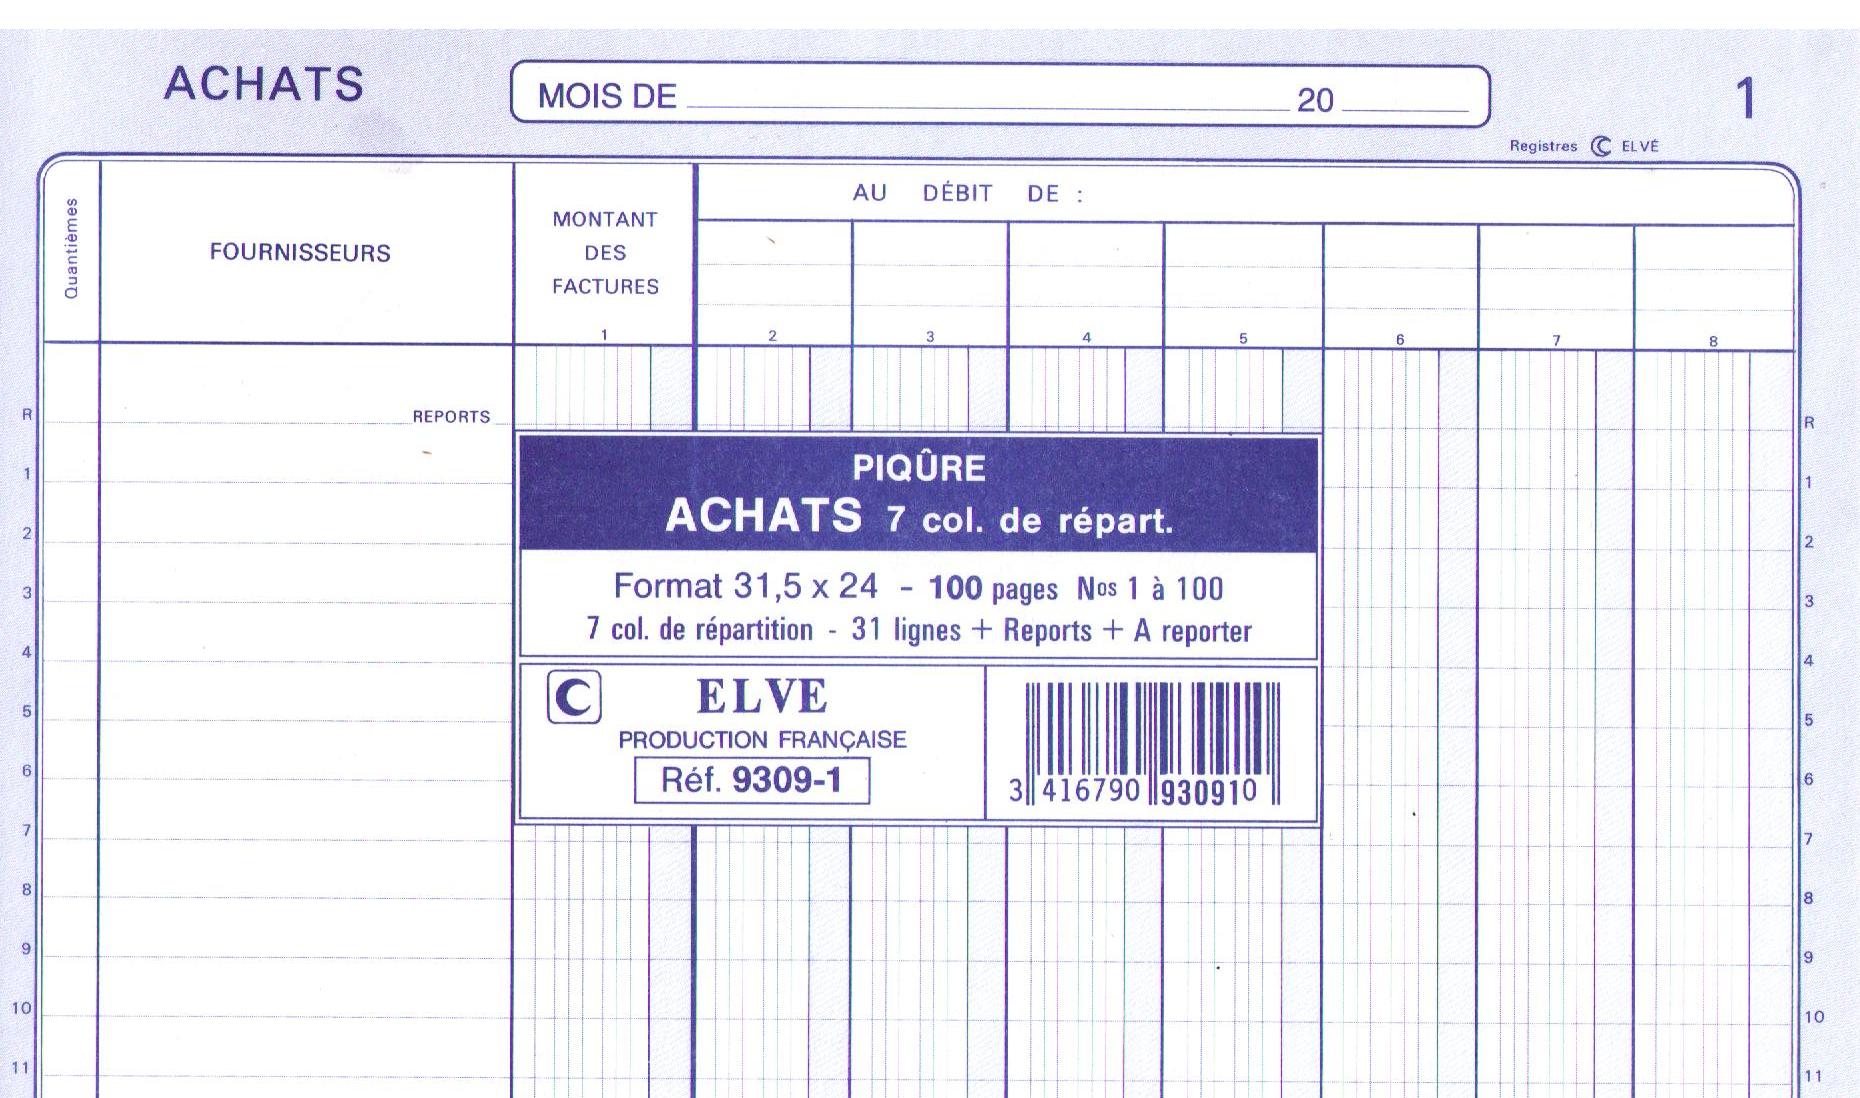 ACHATS
MOIS DE 20
1
Registres C ELVÉ
Quantièmes
FOURNISSEURS
MONTANT
DES
FACTURES
AU DÉBIT DE :
1 2 3 4 5 6 7 8
R REPORTS R
PIQÛRE
ACHATS 7 col. de répart.
Format 31,5 x 24 - 100 pages Nos 1 à 100
7 col. de répartition - 31 lignes + Reports + A reporter
C ELVE
PRODUCTION FRANÇAISE
Réf. 9309-1
3 416790 930910
1 1
2 2
3 3
4 4
5 5
6 6
7 7
8 8
9 9
10 10
11 11